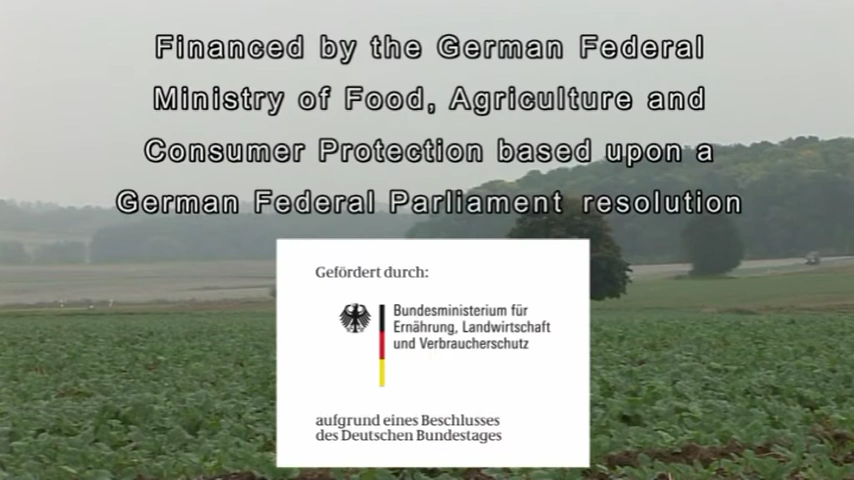 Financed by the German Federal
Ministry of Food, Agriculture and
Consumer Protection based upon a
German Federal Parliament resolution
Gefördert durch:
Bundesministerium für
Ernährung, Landwirtschaft
und Verbraucherschutz
aufgrund eines Beschlusses
des Deutschen Bundestages